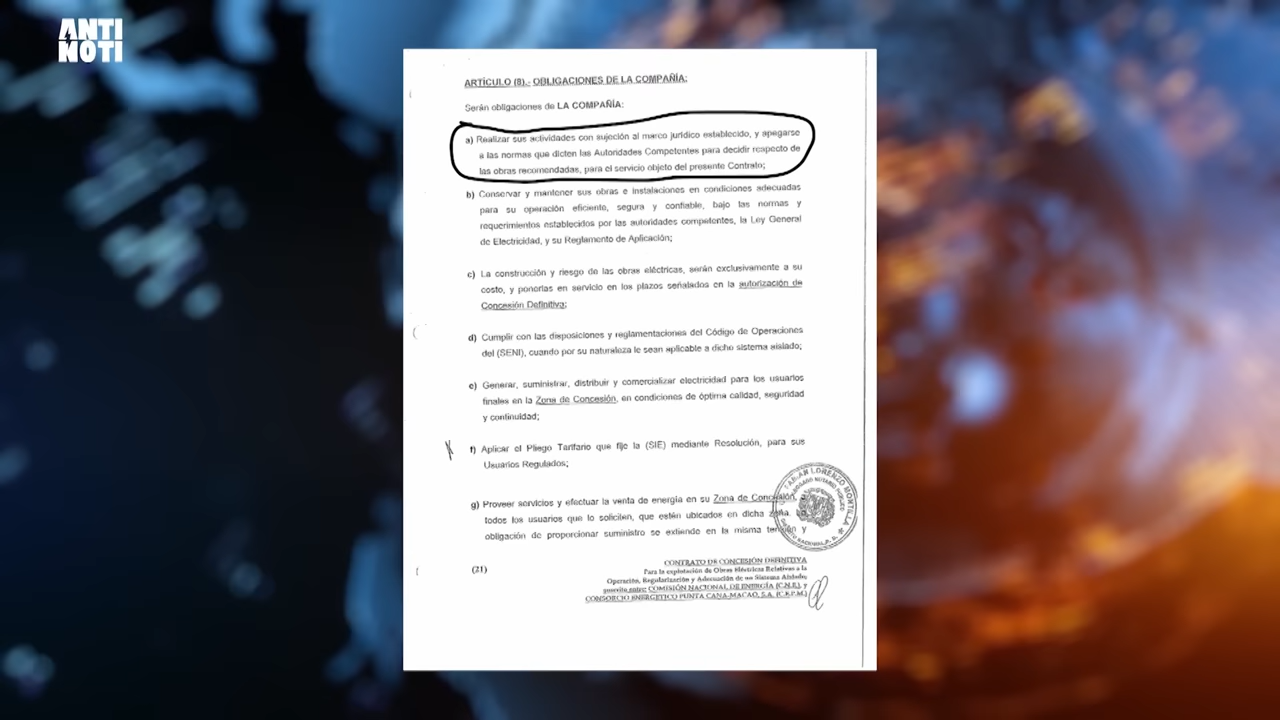 ANTI
NOTI
ARTÍCULO (8).- OBLIGACIONES DE LA COMPAÑÍA:
Serán obligaciones de LA COMPAÑÍA:
a) Realizar sus actividades con sujeción al marco jurídico establecido, y apegarse
a las normas que dicten las Autoridades Competentes para decidir respecto de
las obras recomendadas, para el servicio objeto del presente Contrato;
b) Conservar y mantener sus obras e instalaciones en condiciones adecuadas
para su operación eficiente, segura y confiable, bajo las normas y
requerimientos establecidos por las autoridades competentes, la Ley General
de Electricidad, y su Reglamento de Aplicación;
c) La construcción y riesgo de las obras eléctricas, serán exclusivamente a su
costo, y ponerlas en servicio en los plazos señalados en la autorización de
Concesión Definitiva;
d) Cumplir con las disposiciones y reglamentaciones del Código de Operaciones
del (SENI), cuando por su naturaleza le sean aplicable a dicho sistema aislado;
e) Generar, suministrar, distribuir y comercializar electricidad para los usuarios
finales en la Zona de Concesión, en condiciones de óptima calidad, seguridad
y continuidad;
f) Aplicar el Pliego Tarifario que fije la (SIE) mediante Resolución, para sus
Usuarios Regulados;
g) Proveer servicios y efectuar la venta de energía en su Zona de Concesión, a
todos los usuarios que lo soliciten, que estén ubicados en dicha zona. La
obligación de proporcionar suministro se extiende en la misma tensión y
(21)
CONTRATO DE CONCESIÓN DEFINITIVA
Para la explotación de Obras Eléctricas Relativas a la
Operación, Regularización y Adecuación de un Sistema Aislado;
suscrito entre: COMISIÓN NACIONAL DE ENERGÍA (C.N.E.), y
CONSORCIO ENERGÉTICO PUNTA CANA-MACAO, S.A. (C.E.P.M.)
LORENZO MONTILLA